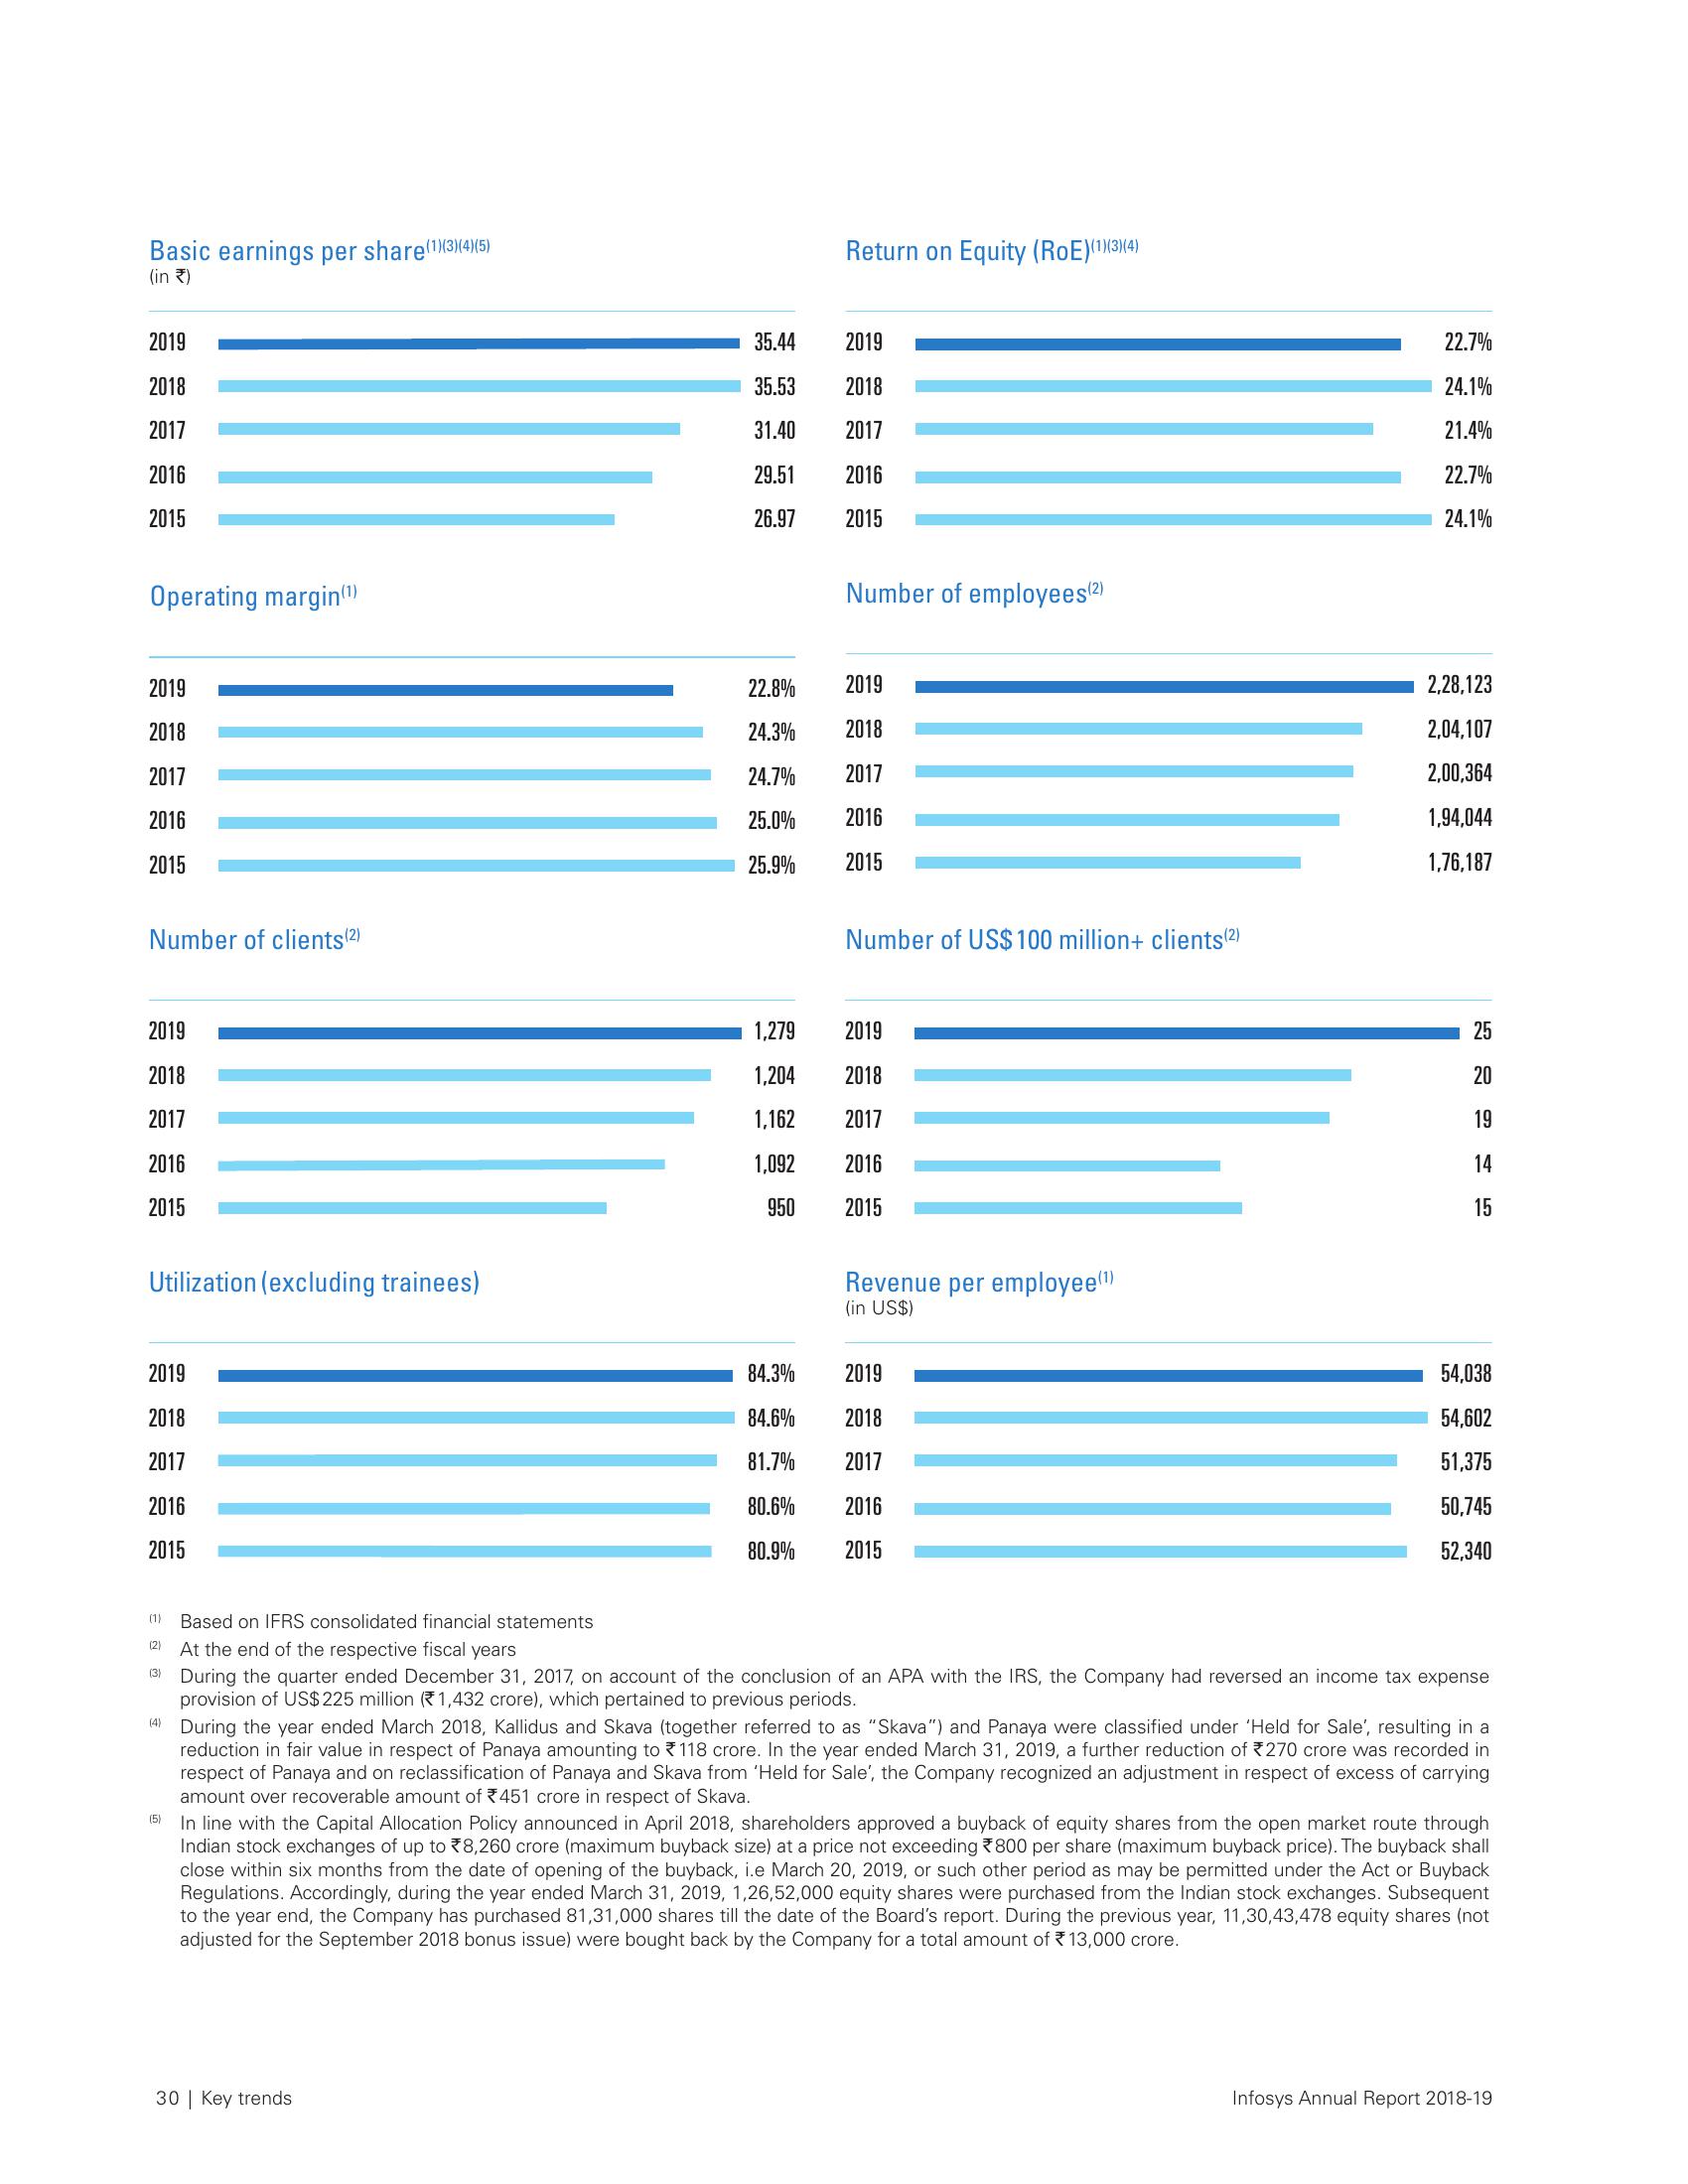 Basic earnings per share(1)(3)(4)(5)
(in ₹)
2019 35.44
2018 35.53
2017 31.40
2016 29.51
2015 26.97
Return on Equity (RoE)(1)(3)(4)
2019 22.7%
2018 24.1%
2017 21.4%
2016 22.7%
2015 24.1%
Operating margin(1)
2019 22.8%
2018 24.3%
2017 24.7%
2016 25.0%
2015 25.9%
Number of employees(2)
2019 2,28,123
2018 2,04,107
2017 2,00,364
2016 1,94,044
2015 1,76,187
Number of clients(2)
2019 1,279
2018 1,204
2017 1,162
2016 1,092
2015 950
Number of US$ 100 million+ clients(2)
2019 25
2018 20
2017 19
2016 14
2015 15
Utilization (excluding trainees)
2019 84.3%
2018 84.6%
2017 81.7%
2016 80.6%
2015 80.9%
Revenue per employee(1)
(in US$)
2019 54,038
2018 54,602
2017 51,375
2016 50,745
2015 52,340
(1) Based on IFRS consolidated financial statements
(2) At the end of the respective fiscal years
(3) During the quarter ended December 31, 2017, on account of the conclusion of an APA with the IRS, the Company had reversed an income tax expense
provision of US$ 225 million (₹ 1,432 crore), which pertained to previous periods.
(4) During the year ended March 2018, Kallidus and Skava (together referred to as “Skava”) and Panaya were classified under ‘Held for Sale’, resulting in a
reduction in fair value in respect of Panaya amounting to ₹ 118 crore. In the year ended March 31, 2019, a further reduction of ₹ 270 crore was recorded in
respect of Panaya and on reclassification of Panaya and Skava from ‘Held for Sale’, the Company recognized an adjustment in respect of excess of carrying
amount over recoverable amount of ₹ 451 crore in respect of Skava.
(5) In line with the Capital Allocation Policy announced in April 2018, shareholders approved a buyback of equity shares from the open market route through
Indian stock exchanges of up to ₹ 8,260 crore (maximum buyback size) at a price not exceeding ₹ 800 per share (maximum buyback price). The buyback shall
close within six months from the date of opening of the buyback, i.e March 20, 2019, or such other period as may be permitted under the Act or Buyback
Regulations. Accordingly, during the year ended March 31, 2019, 1,26,52,000 equity shares were purchased from the Indian stock exchanges. Subsequent
to the year end, the Company has purchased 81,31,000 shares till the date of the Board’s report. During the previous year, 11,30,43,478 equity shares (not
adjusted for the September 2018 bonus issue) were bought back by the Company for a total amount of ₹ 13,000 crore.
30 | Key trends
Infosys Annual Report 2018-19